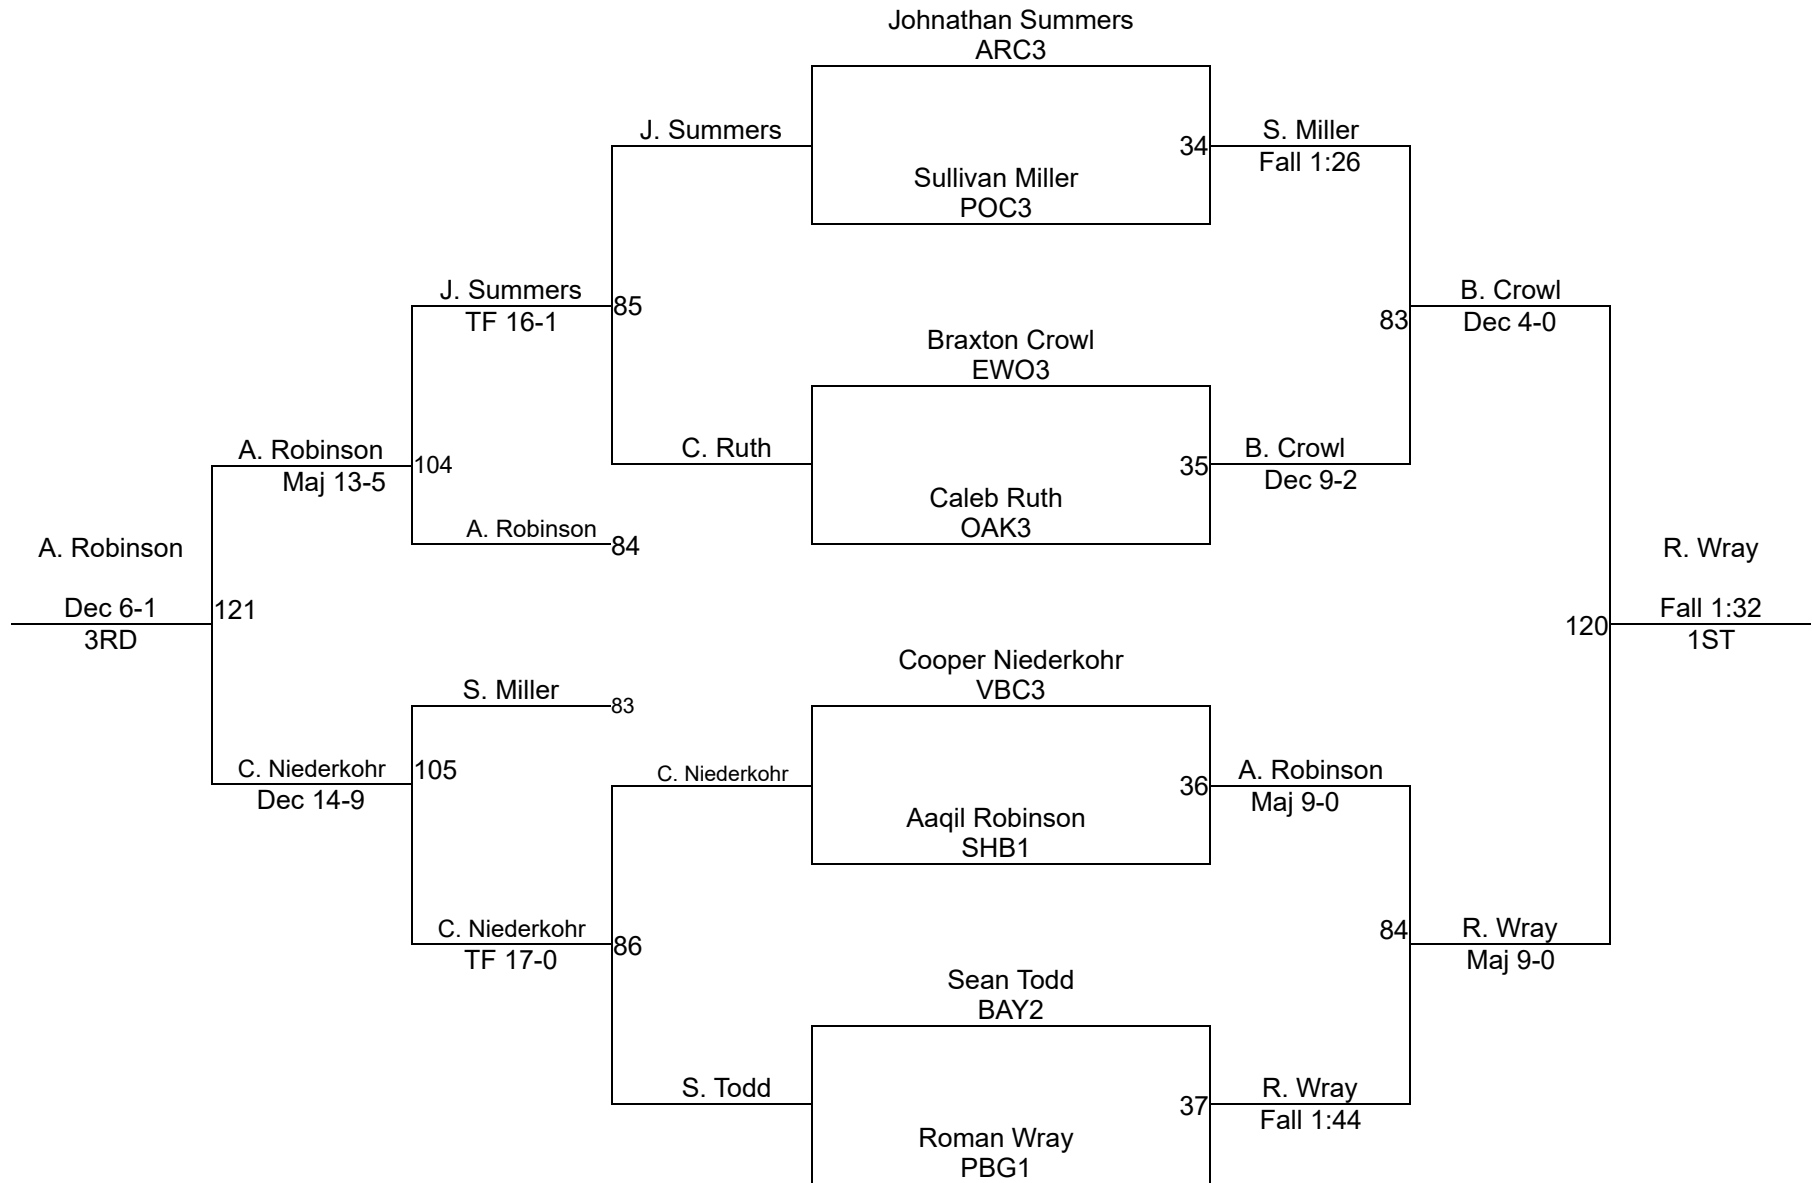 Johnathan Summers
ARC3
J. Summers
34
S. Miller
Fall 1:26
Sullivan Miller
POC3
J. Summers
TF 16-1
85
B. Crowl
Dec 4-0
83
Braxton Crowl
EWO3
A. Robinson
Maj 13-5
104
C. Ruth
35
B. Crowl
Dec 9-2
Caleb Ruth
OAK3
A. Robinson
84
A. Robinson
Dec 6-1
3RD
121
R. Wray
Fall 1:32
1ST
120
Cooper Niederkohr
VBC3
S. Miller
83
C. Niederkohr
Dec 14-9
105
C. Niederkohr
36
A. Robinson
Maj 9-0
Aaqil Robinson
SHB1
C. Niederkohr
TF 17-0
86
84
R. Wray
Maj 9-0
Sean Todd
BAY2
S. Todd
37
R. Wray
Fall 1:44
Roman Wray
PBG1